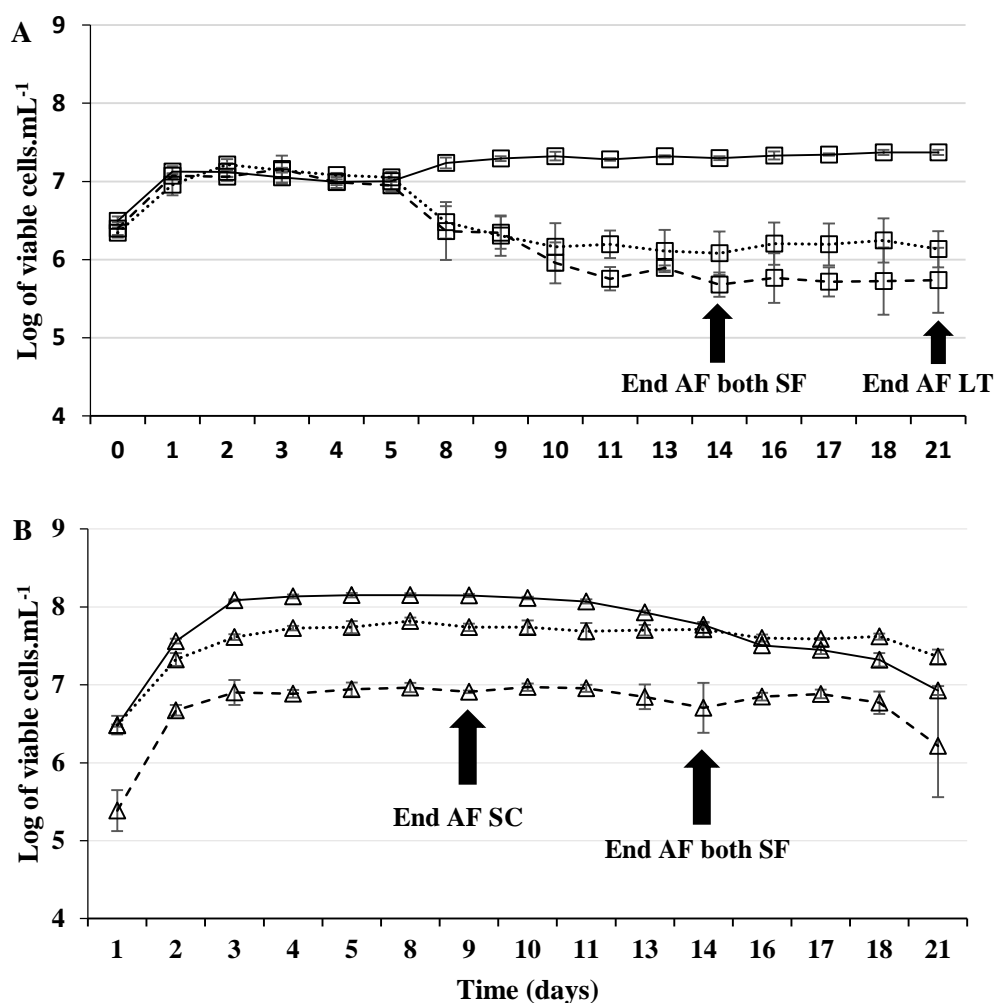 A
9
8
7
6
5
4
Log of viable cells.mL-1
End AF both SF
End AF LT
0 1 2 3 4 5 8 9 10 11 13 14 16 17 18 21
B
9
8
7
6
5
4
Log of viable cells.mL-1
End AF SC
End AF both SF
1 2 3 4 5 8 9 10 11 13 14 16 17 18 21
Time (days)